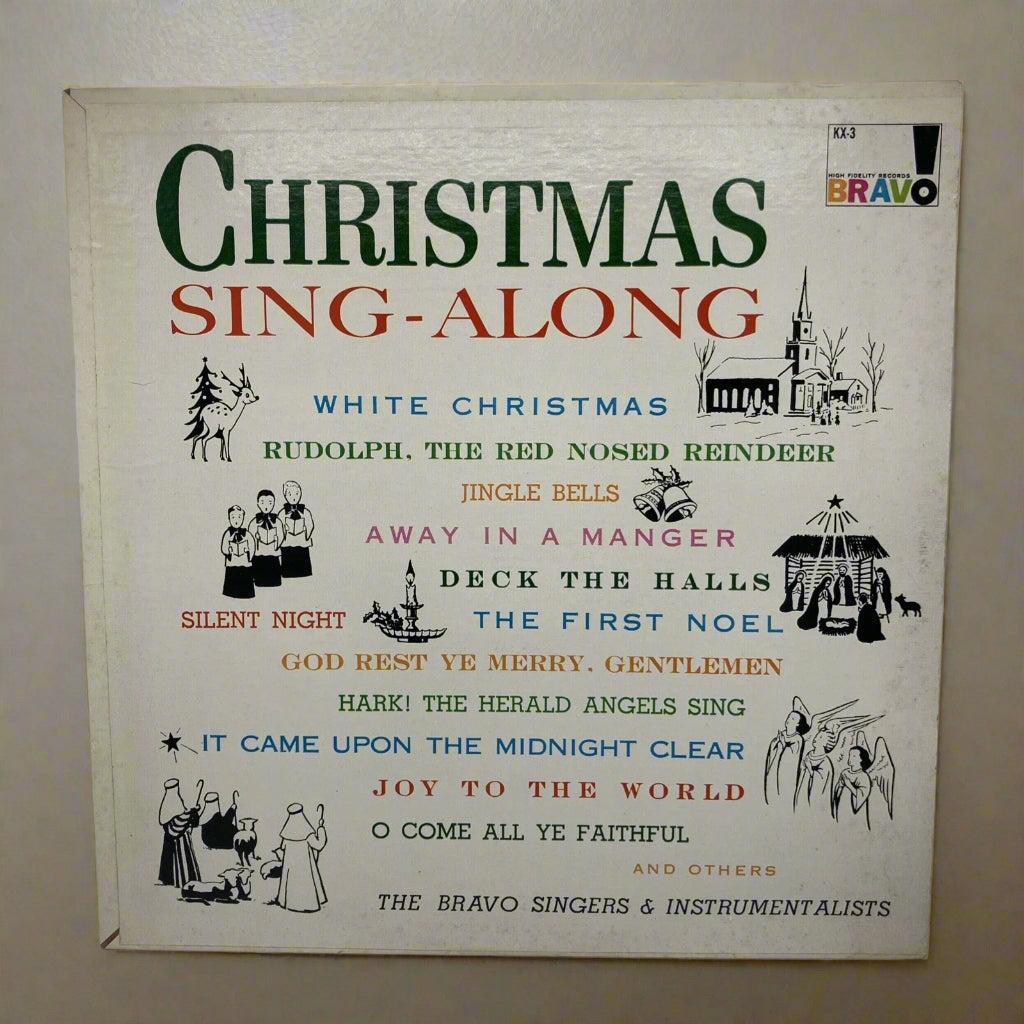 KX-3
HIGH FIDELITY RECORDS
BRAVO!
CHRISTMAS
SING-ALONG
WHITE CHRISTMAS
RUDOLPH, THE RED NOSED REINDEER
JINGLE BELLS
AWAY IN A MANGER
DECK THE HALLS
SILENT NIGHT
THE FIRST NOEL
GOD REST YE MERRY, GENTLEMEN
HARK! THE HERALD ANGELS SING
IT CAME UPON THE MIDNIGHT CLEAR
JOY TO THE WORLD
O COME ALL YE FAITHFUL
AND OTHERS
THE BRAVO SINGERS & INSTRUMENTALISTS